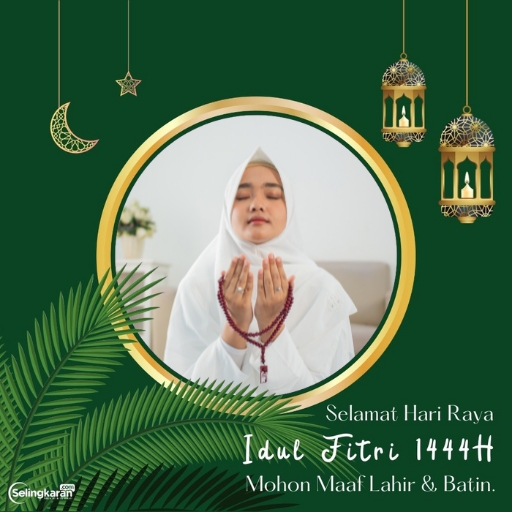 Selamat Hari Raya
Idul Fitri 1444H
Mohon Maaf Lahir & Batin.
Selingkaran.com